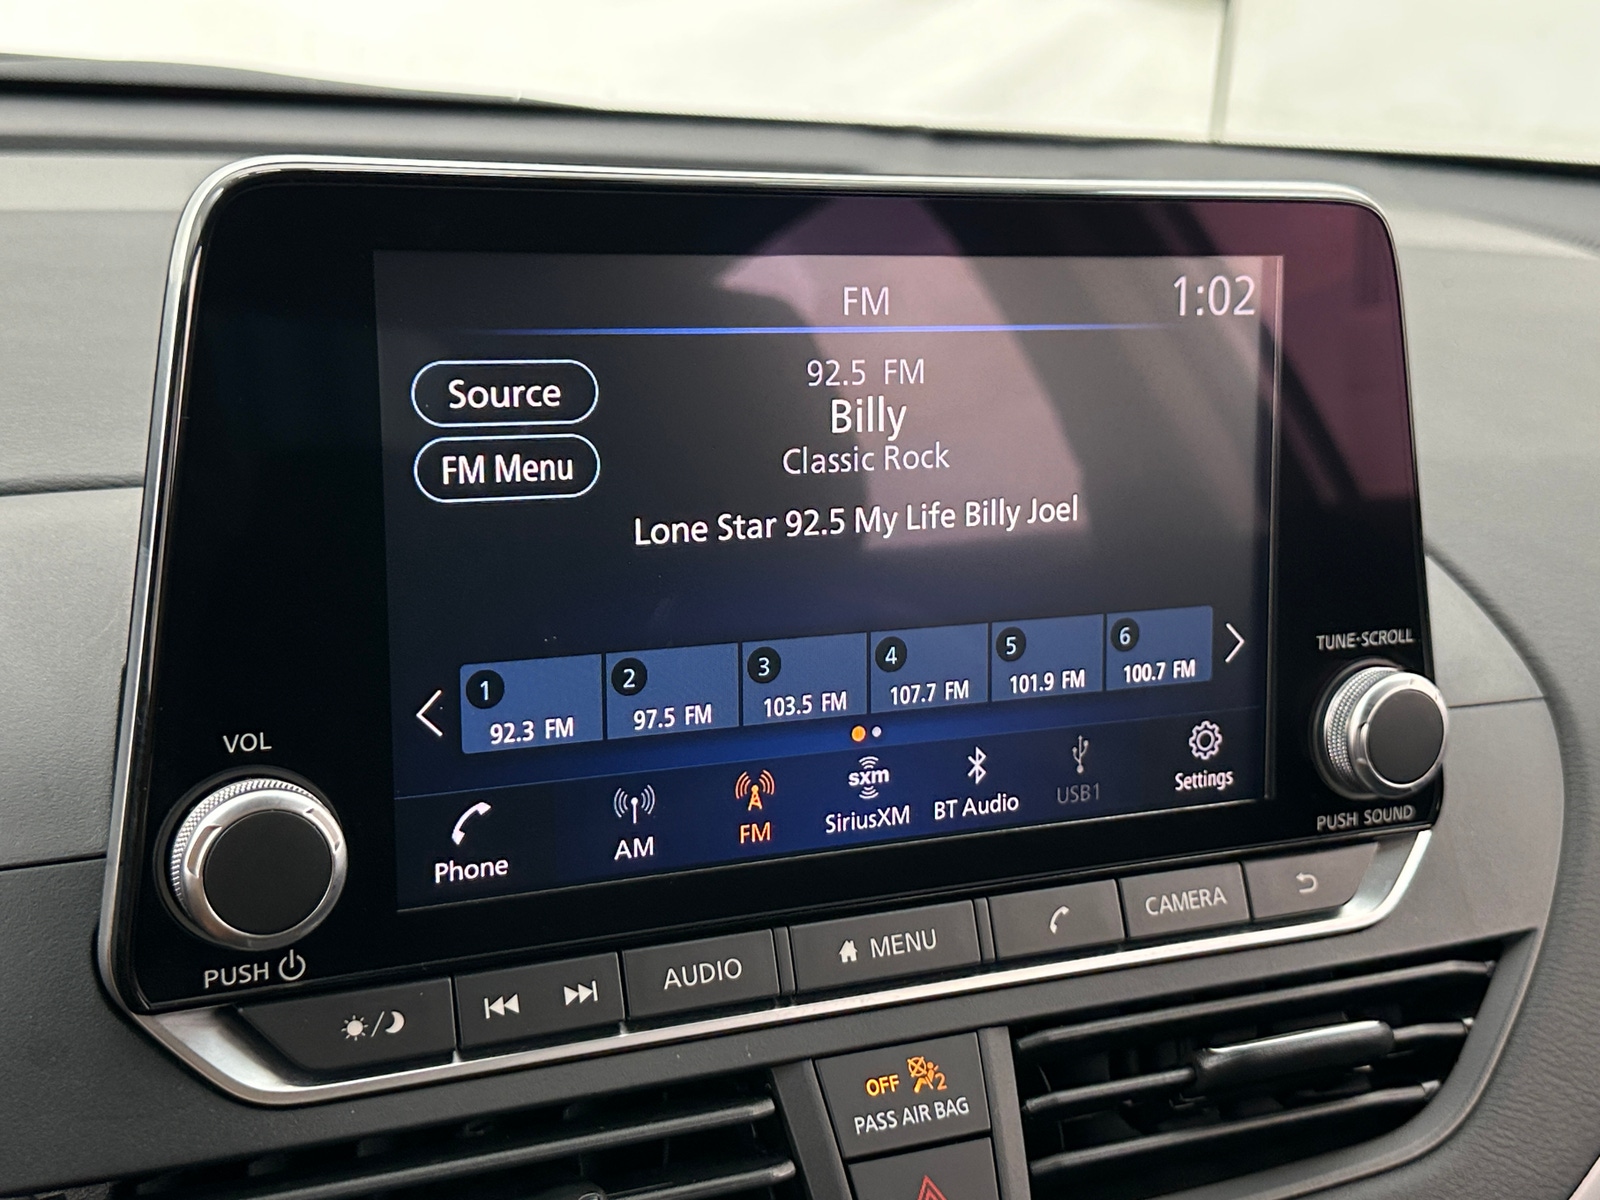 FM
1:02
Source
FM Menu
92.5 FM
Billy
Classic Rock
Lone Star 92.5 My Life Billy Joel
1
92.3 FM
2
97.5 FM
3
103.5 FM
4
107.7 FM
5
101.9 FM
6
100.7 FM
Phone
AM
FM
sxm
SiriusXM
BT Audio
USB1
Settings
VOL
PUSH
TUNE-SCROLL
PUSH SOUND
AUDIO
MENU
CAMERA
OFF
2
PASS AIR BAG